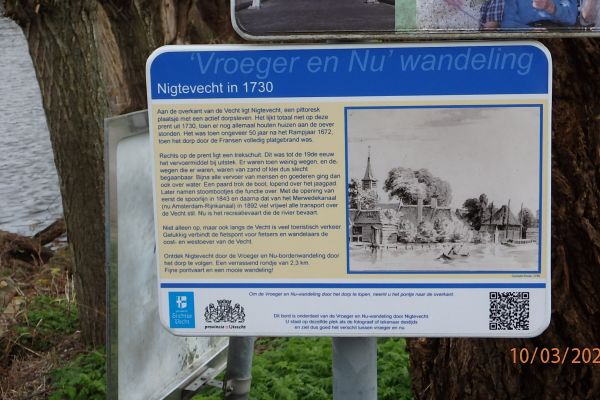 'Vroeger en Nu' wandeling
Nigtevecht in 1730
Aan de overkant van de Vecht ligt Nigtevecht, een pittoresk
plaatsje met een actief dorpsleven. Het lijkt totaal niet op deze
prent uit 1730, toen er nog allemaal houten huizen aan de oever
stonden. Het was toen ongeveer 50 jaar na het Rampjaar 1672,
toen het dorp door de Fransen volledig platgebrand was.
Rechts op de prent ligt een trekschuit. Dit was tot de 19de eeuw
het vervoermiddel bij uitstek. Er waren toen weinig wegen, en de
wegen die er waren, waren van zand of klei dus slecht
begaanbaar. Bijna alle vervoer van mensen en goederen ging dan
ook over water. Een paard trok de boot, lopend over het jaagpad.
Later namen stoombootjes die functie over. Met de opening van
eerst de spoorlijn in 1843 en daarna dat van het Merwedekanaal
(nu Amsterdam-Rijnkanaal) in 1892 viel vrijwel alle transport over
de Vecht stil. Nu is het recreatievaart die de rivier bevaart.
Niet alleen op, maar ook langs de Vecht is veel toeristisch verkeer.
Gelukkig verbindt de fietspont voor fietsers en wandelaars de
oost- en westoever van de Vecht.
Ontdek Nigtevecht door de Vroeger en Nu-bordenwandeling door
het dorp te volgen. Een verrassend rondje van 2,3 km.
Fijne pontvaart en een mooie wandeling!
Om de Vroeger en Nu-wandeling door het dorp te lopen, neemt u het pontje naar de overkant.
Stichtse
Vecht
provincie Utrecht
Dit bord is onderdeel van de Vroeger en Nu-wandeling door Nigtevecht
U staat op dezelfde plek als de fotograaf of tekenaar destijds
en ziet dus goed het verschil tussen vroeger en nu.
10/03/202